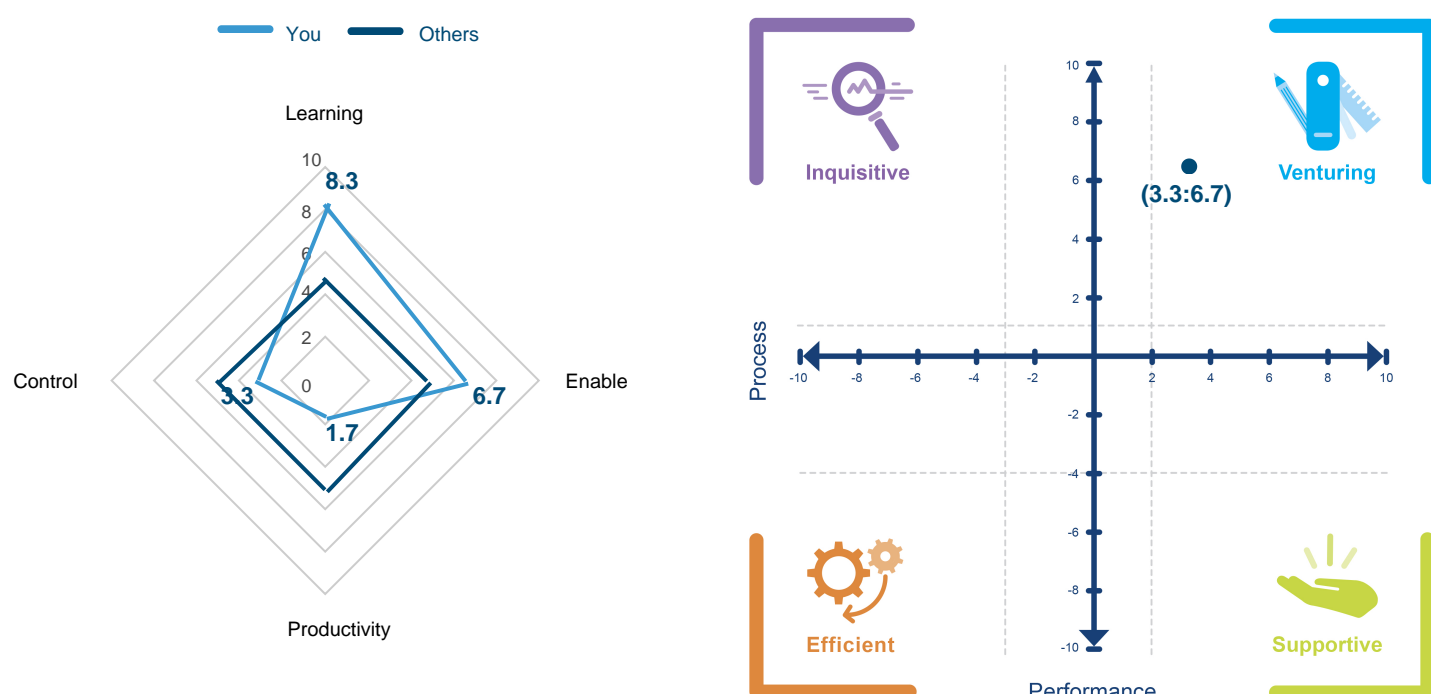 You Others
Learning
10
8.3
8
6
4
2
0
Control
3.3
6.7
Enable
1.7
Productivity
Inquisitive
Venturing
(3.3:6.7)
Process
10
8
6
4
2
-10 -8 -6 -4 -2 2 4 6 8 10
-2
-4
-6
-8
-10
Efficient
Supportive
Performance